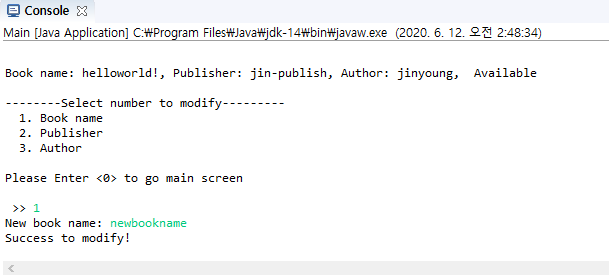 Console
Main [Java Application] C:₩Program Files₩Java₩jdk-14₩bin₩javaw.exe (2020. 6. 12. 오전 2:48:34)
Book name: helloworld!, Publisher: jin-publish, Author: jinyoung,  Available
--------Select number to modify---------
1. Book name
2. Publisher
3. Author
Please Enter <0> to go main screen
>> 1
New book name: newbookname
Success to modify!